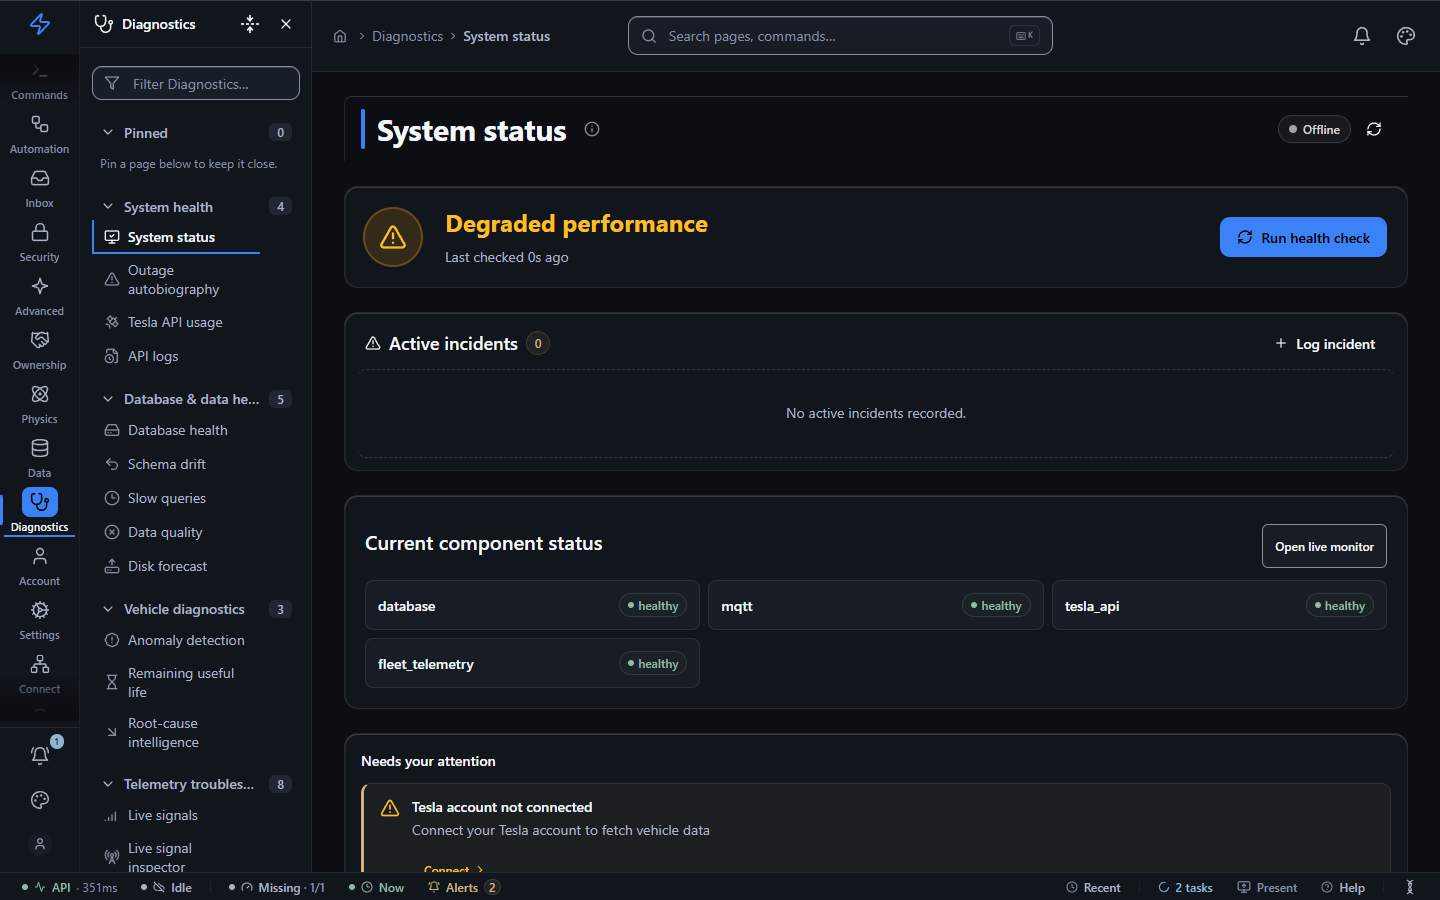 Commands
Automation
Inbox
Security
Advanced
Ownership
Physics
Data
Diagnostics
Account
Settings
Connect
1
Diagnostics
Filter Diagnostics...
Pinned 0
Pin a page below to keep it close.
System health 4
System status
Outage
autobiography
Tesla API usage
API logs
Database & data he... 5
Database health
Schema drift
Slow queries
Data quality
Disk forecast
Vehicle diagnostics 3
Anomaly detection
Remaining useful
life
Root-cause
intelligence
Telemetry troubles... 8
Live signals
Live signal
inspector
Diagnostics
System status
Search pages, commands... K
System status
Offline
Degraded performance
Last checked 0s ago
Run health check
Active incidents 0
Log incident
No active incidents recorded.
Current component status
Open live monitor
database healthy
mqtt healthy
tesla_api healthy
fleet_telemetry healthy
Needs your attention
Tesla account not connected
Connect your Tesla account to fetch vehicle data
Connect
API · 351ms Idle Missing · 1/1 Now Alerts 2 Recent 2 tasks Present Help